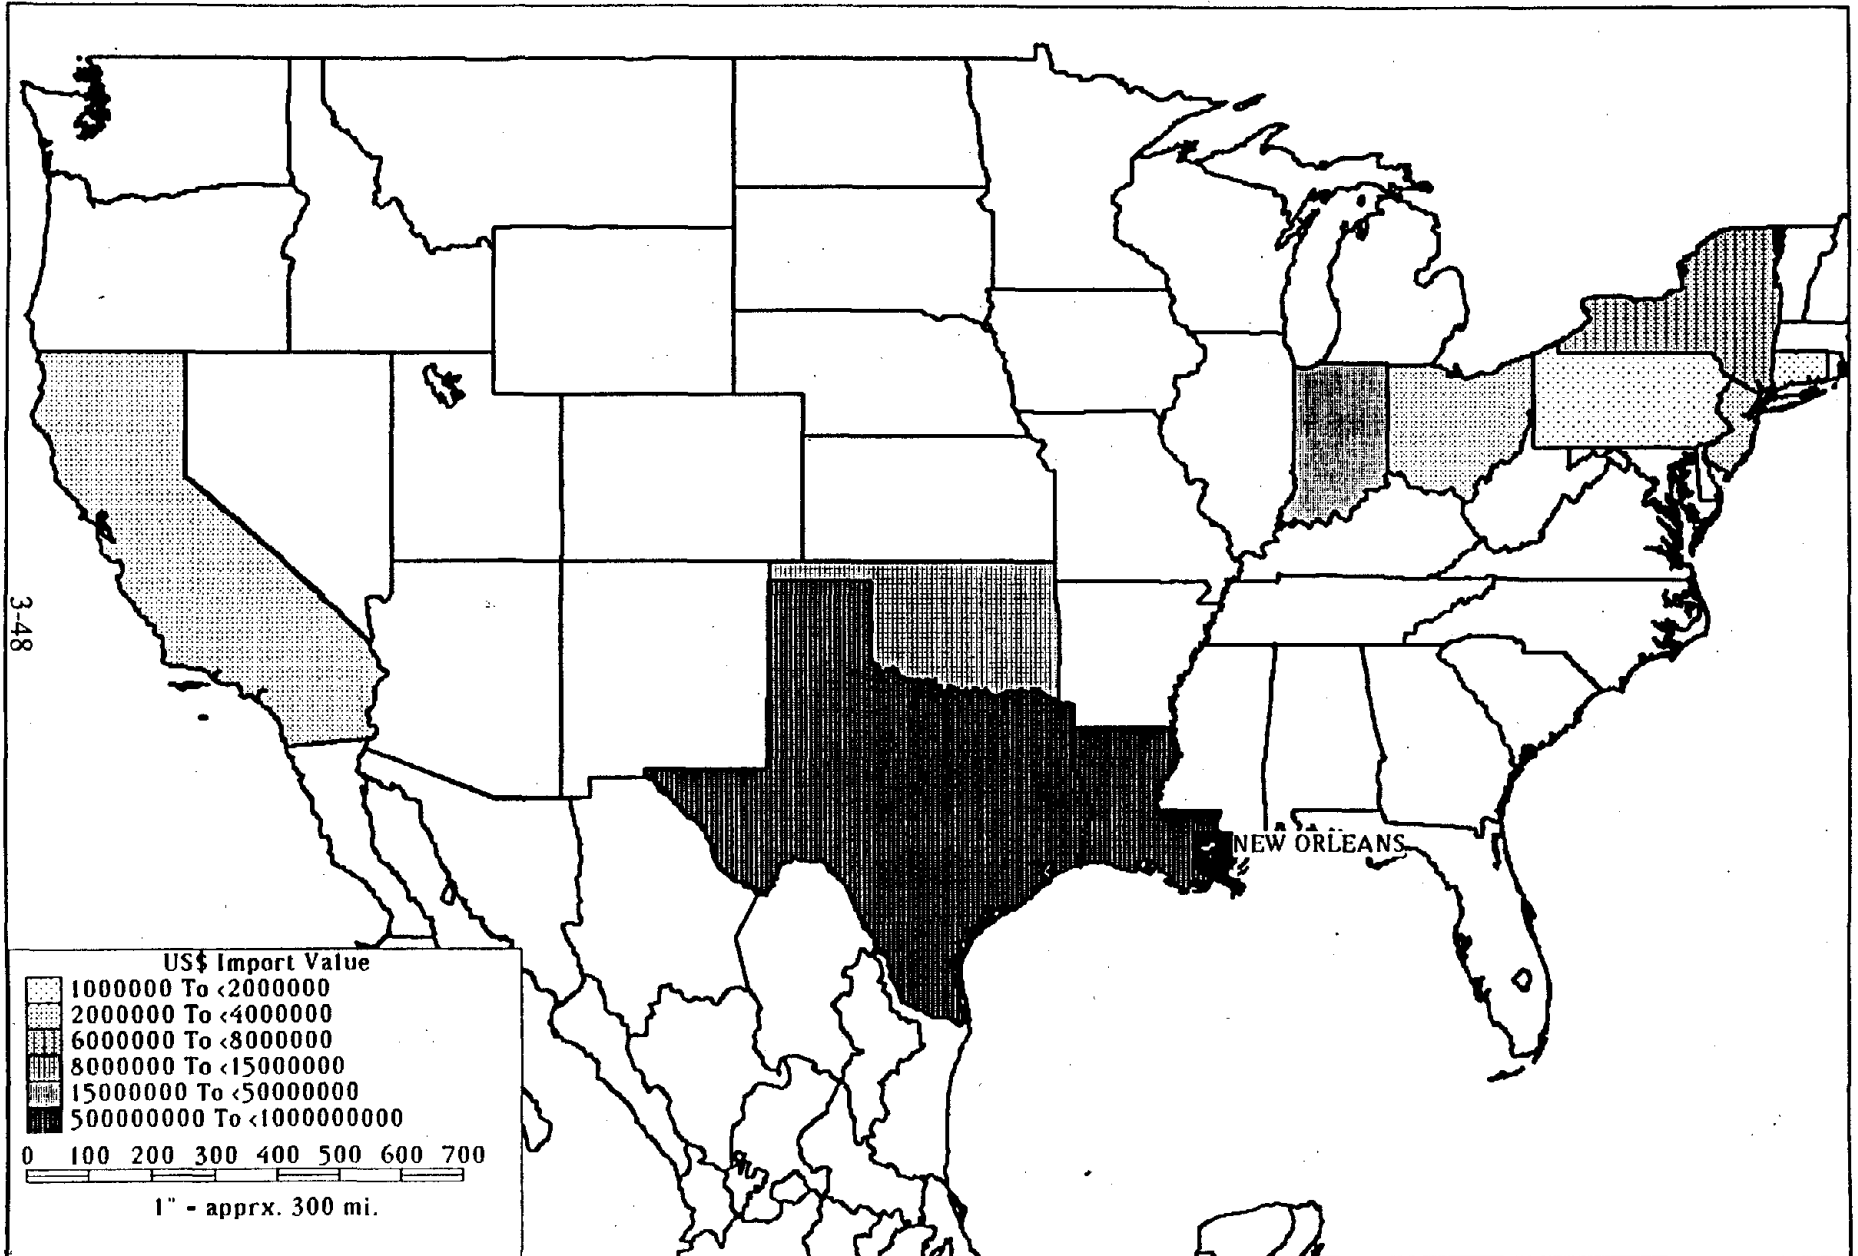 3-48
NEW ORLEANS
US$ Import Value
1000000 To <2000000
2000000 To <4000000
6000000 To <8000000
8000000 To <15000000
15000000 To <50000000
500000000 To <1000000000
0 100 200 300 400 500 600 700
1" - apprx. 300 mi.